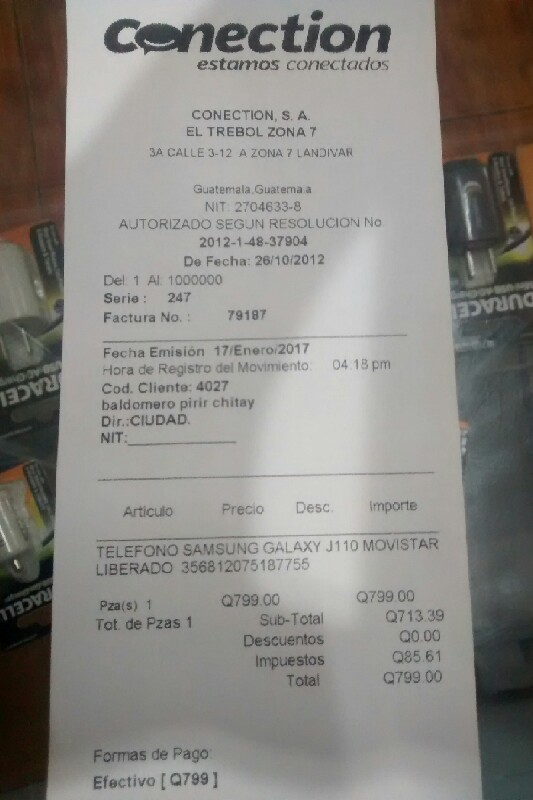 Conection
estamos conectados
CONECTION, S. A.
EL TREBOL ZONA 7
3A CALLE 3-12 A ZONA 7 LANDIVAR
Guatemala,Guatemala
NIT: 2704633-8
AUTORIZADO SEGUN RESOLUCION No.
2012-1-48-37904
De Fecha: 26/10/2012
Del: 1 Al: 1000000
Serie : 247
Factura No. : 79187
Fecha Emisión 17/Enero/2017
Hora de Registro del Movimiento: 04:18 pm
Cod. Cliente: 4027
baldomero pirir chitay
Dir.:CIUDAD.
NIT:
Articulo Precio Desc. Importe
TELEFONO SAMSUNG GALAXY J110 MOVISTAR
LIBERADO 356812075187755
Pza(s) 1 Q799.00 Q799.00
Tot. de Pzas 1 Sub-Total Q713.39
Descuentos Q0.00
Impuestos Q85.61
Total Q799.00
Formas de Pago:
Efectivo [ Q799 ]
DURACELL
DURACELL
DURACELL